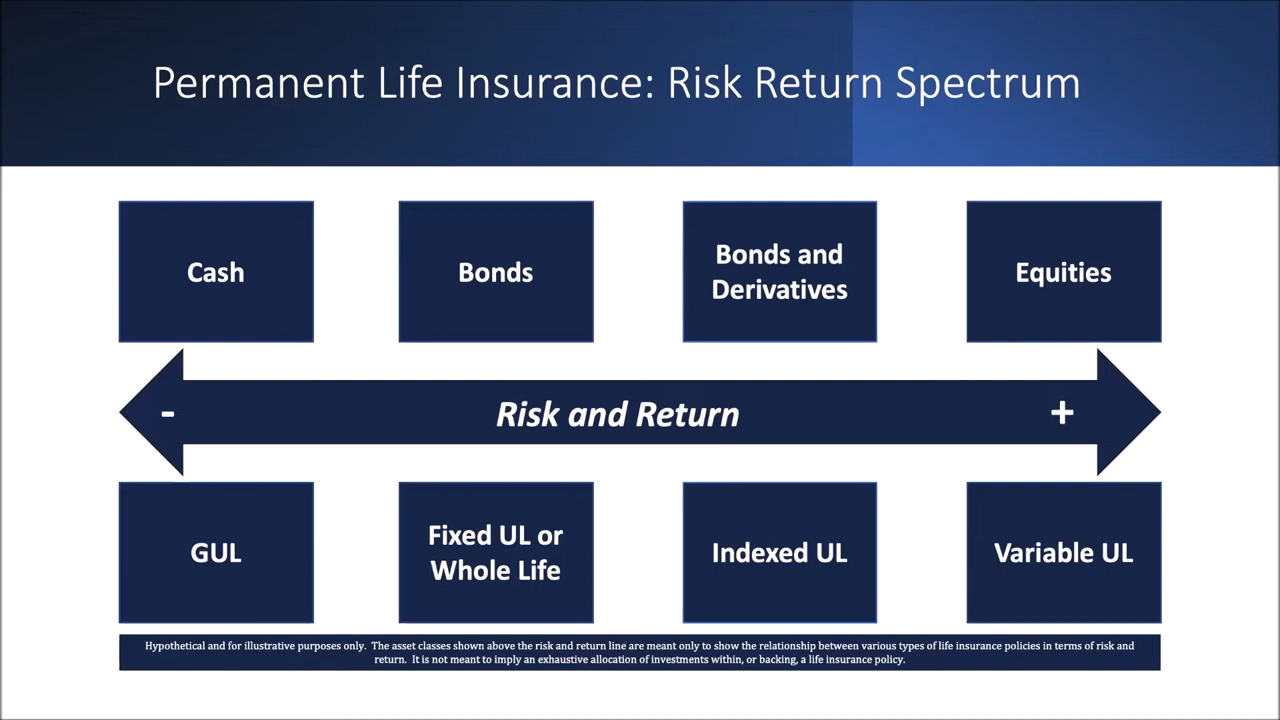 Permanent Life Insurance: Risk Return Spectrum
Cash
Bonds
Bonds and
Derivatives
Equities
- Risk and Return +
GUL
Fixed UL or
Whole Life
Indexed UL
Variable UL
Hypothetical and for illustrative purposes only. The asset classes shown above the risk and return line are meant only to show the relationship between various types of life insurance policies in terms of risk and
return. It is not meant to imply an exhaustive allocation of investments within, or backing, a life insurance policy.